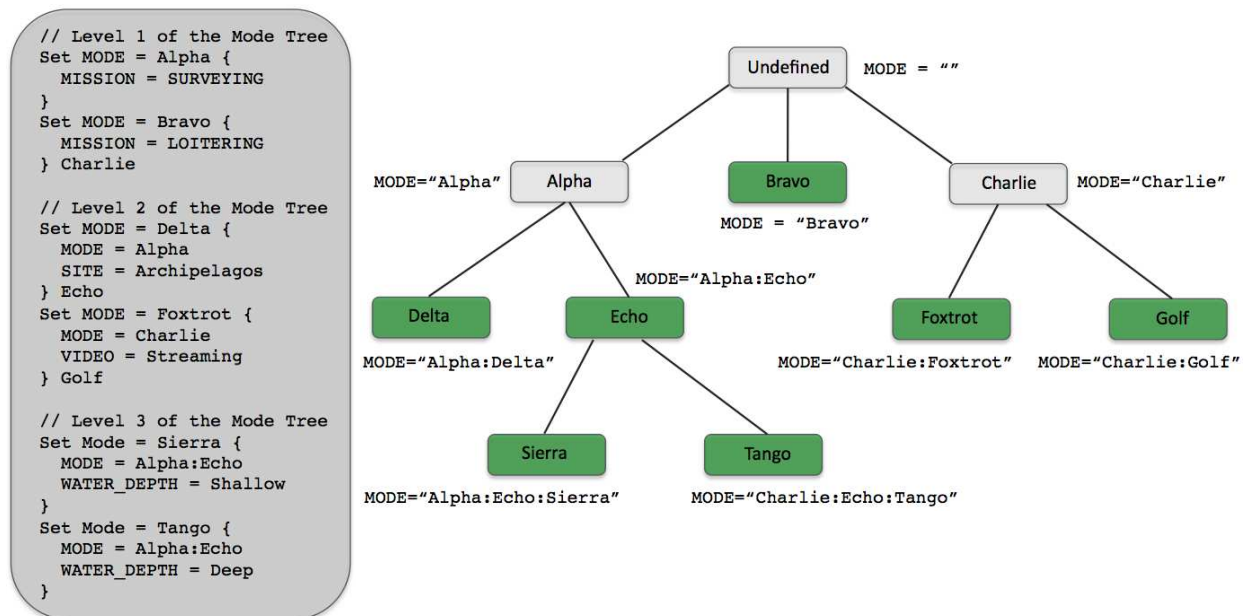 // Level 1 of the Mode Tree
Set MODE = Alpha {
  MISSION = SURVEYING
}
Set MODE = Bravo {
  MISSION = LOITERING
} Charlie

// Level 2 of the Mode Tree
Set MODE = Delta {
  MODE = Alpha
  SITE = Archipelagos
} Echo
Set MODE = Foxtrot {
  MODE = Charlie
  VIDEO = Streaming
} Golf

// Level 3 of the Mode Tree
Set Mode = Sierra {
  MODE = Alpha:Echo
  WATER_DEPTH = Shallow
}
Set Mode = Tango {
  MODE = Alpha:Echo
  WATER_DEPTH = Deep
}
Undefined
MODE = “”
MODE=“Alpha”
Alpha
Bravo
Charlie
MODE=“Charlie”
MODE = “Bravo”
MODE=“Alpha:Echo”
Delta
Echo
Foxtrot
Golf
MODE=“Alpha:Delta”
MODE=“Charlie:Foxtrot”
MODE=“Charlie:Golf”
Sierra
Tango
MODE=“Alpha:Echo:Sierra”
MODE=“Charlie:Echo:Tango”